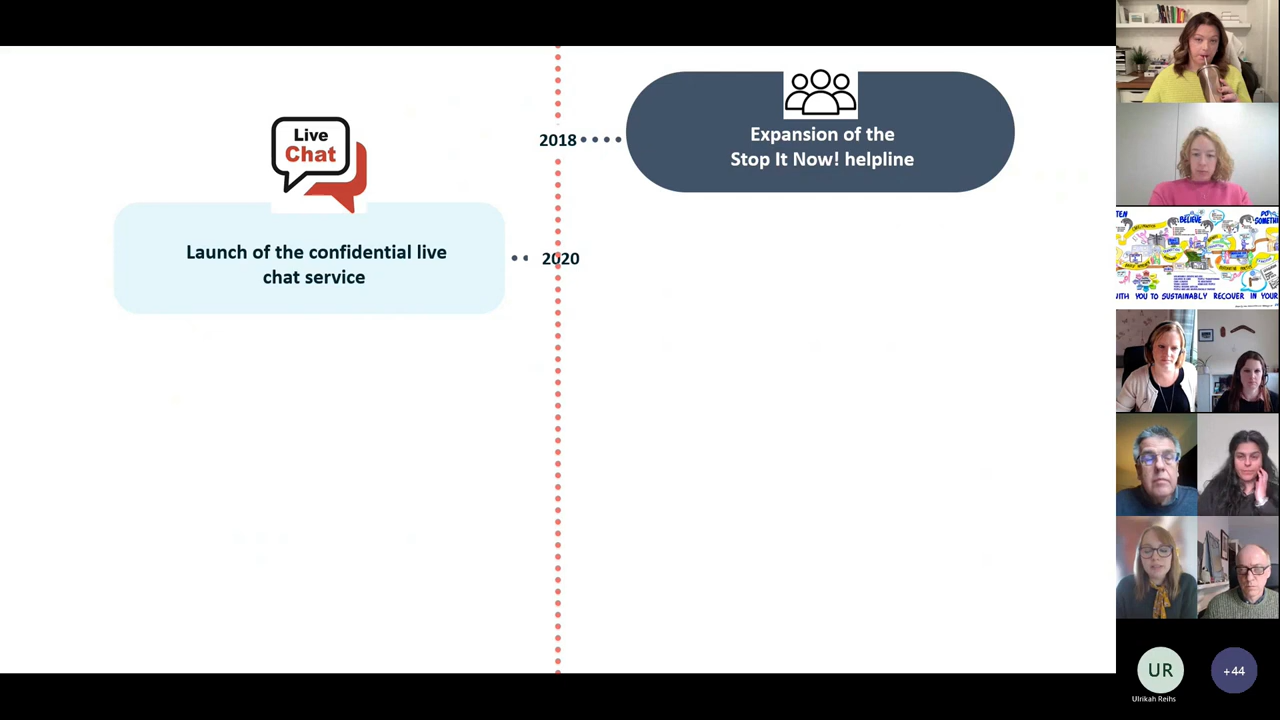 2018
Expansion of the
Stop It Now! helpline
Live
Chat
Launch of the confidential live
chat service
2020
BELIEVE
WITH YOU TO SUSTAINABLY RECOVER IN YOUR
UR
Ulrikah Reihs
+44